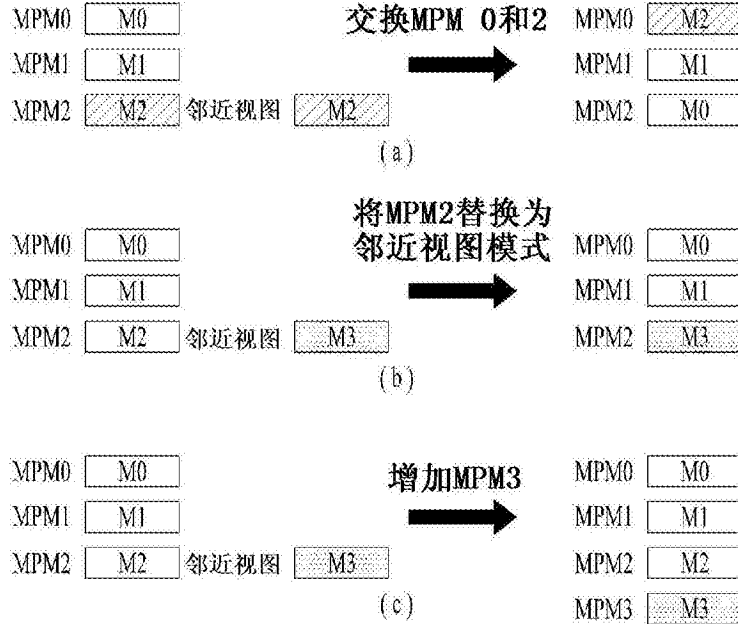 MPM0 M0 交换MPM 0和2 MPM0 M2
MPM1 M1 MPM1 M1
MPM2 M2 邻近视图 M2 MPM2 M0
(a)
将MPM2替换为
MPM0 M0 邻近视图模式 MPM0 M0
MPM1 M1 MPM1 M1
MPM2 M2 邻近视图 M3 MPM2 M3
(b)
MPM0 M0 增加MPM3 MPM0 M0
MPM1 M1 MPM1 M1
MPM2 M2 邻近视图 M3 MPM2 M2
(c) MPM3 M3